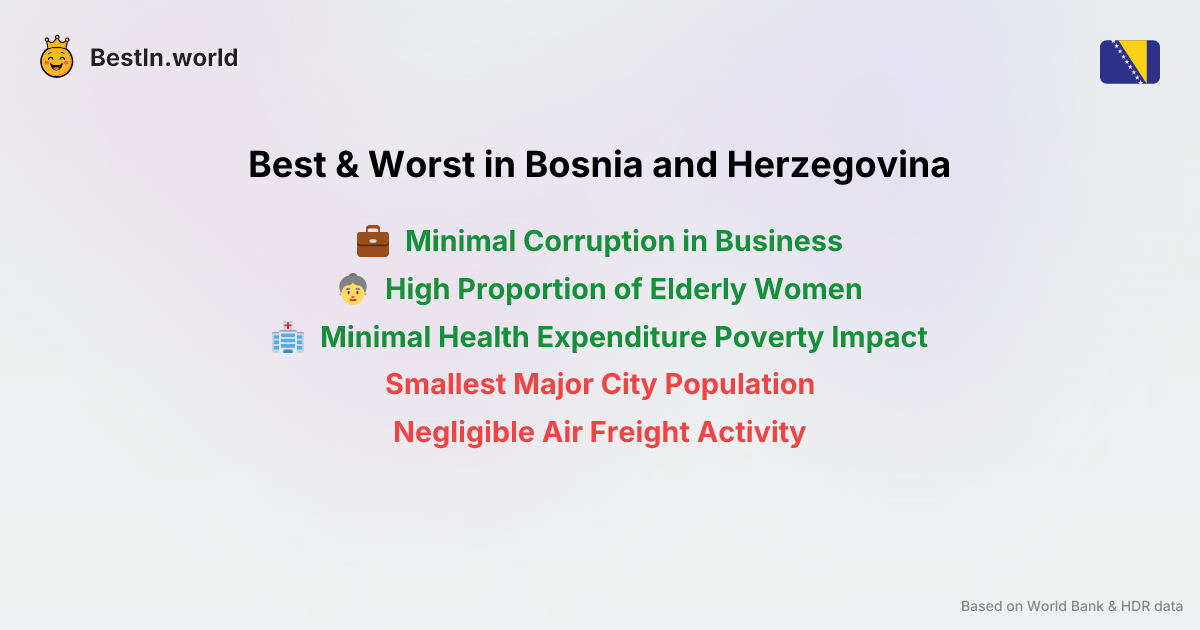 BestIn.world
Best & Worst in Bosnia and Herzegovina
Minimal Corruption in Business
High Proportion of Elderly Women
Minimal Health Expenditure Poverty Impact
Smallest Major City Population
Negligible Air Freight Activity
Based on World Bank & HDR data